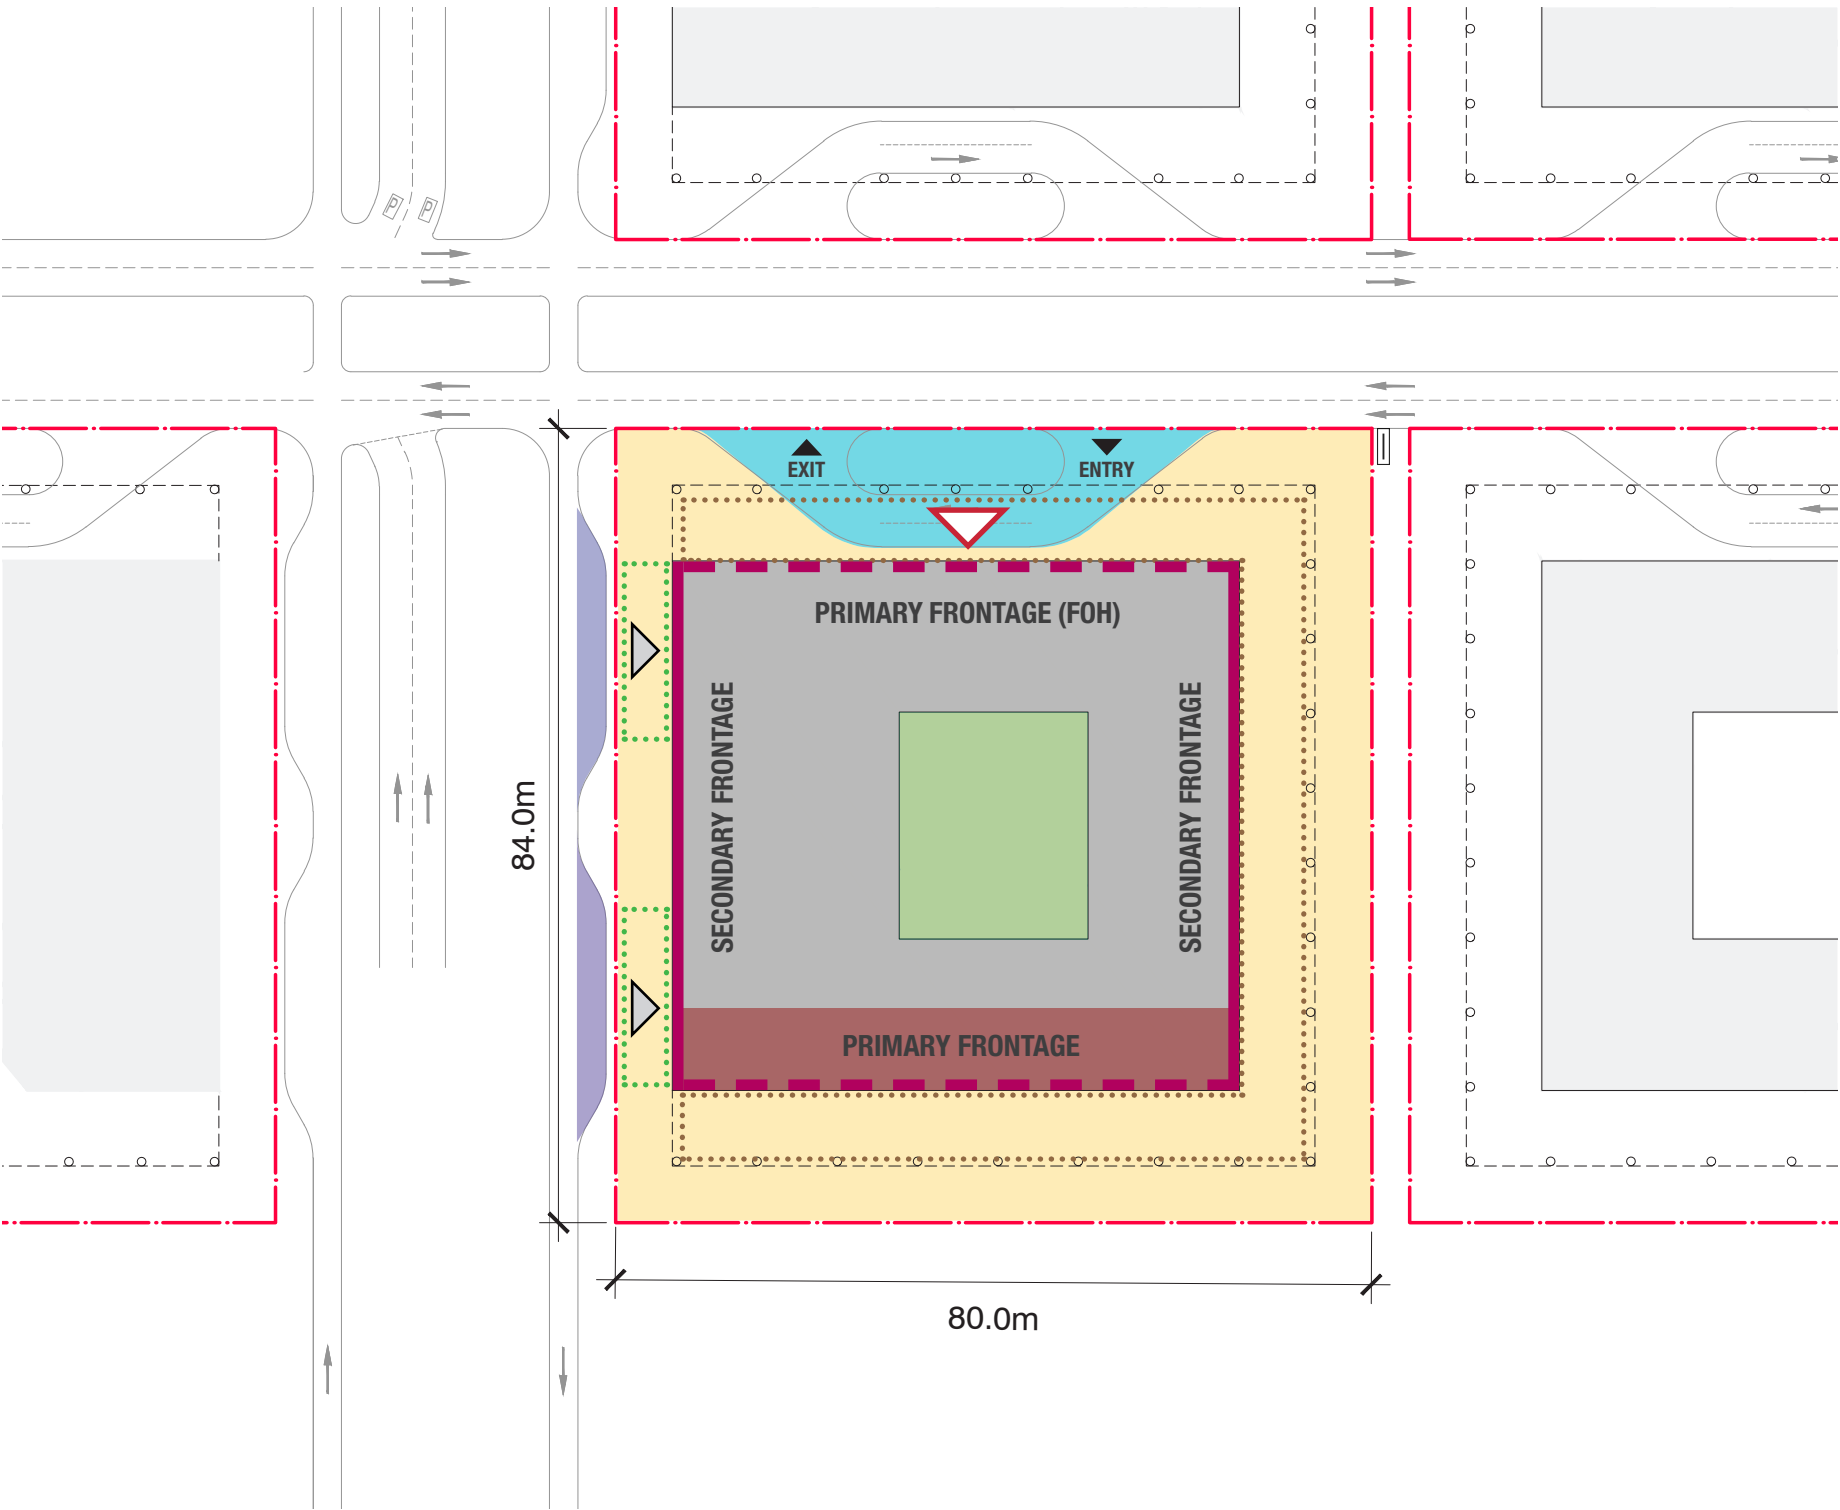 P P
EXIT
ENTRY
PRIMARY FRONTAGE (FOH)
SECONDARY FRONTAGE
SECONDARY FRONTAGE
84.0m
PRIMARY FRONTAGE
80.0m